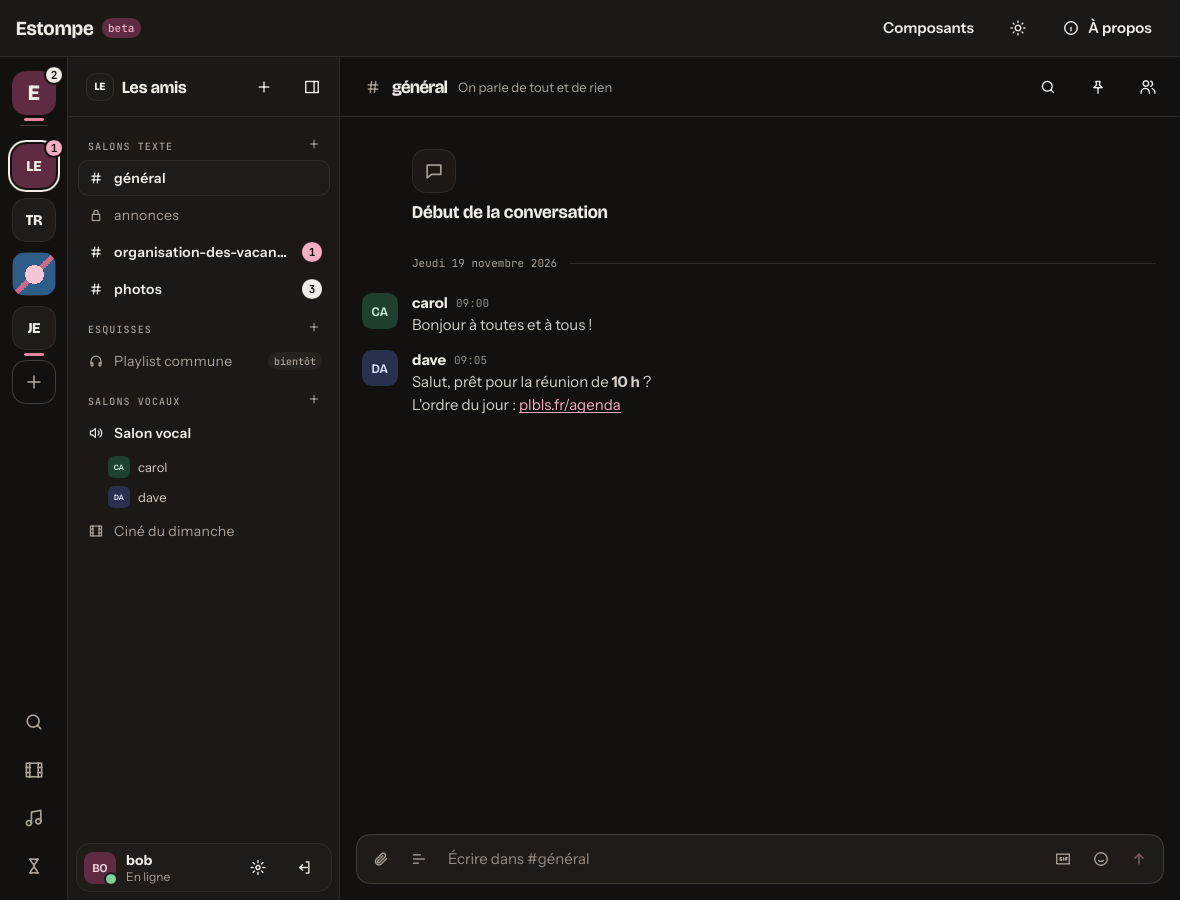 Estompe beta
Composants
À propos
E 2
LE 1
TR
JE
LE Les amis
SALONS TEXTE
général
annonces
organisation-des-vacan… 1
photos 3
ESQUISSES
Playlist commune bientôt
SALONS VOCAUX
Salon vocal
CA carol
DA dave
Ciné du dimanche
BO bob
En ligne
# général On parle de tout et de rien
Début de la conversation
Jeudi 19 novembre 2026
CA carol 09:00
Bonjour à toutes et à tous !
DA dave 09:05
Salut, prêt pour la réunion de 10 h ?
L'ordre du jour : plbls.fr/agenda
Écrire dans #général
GIF